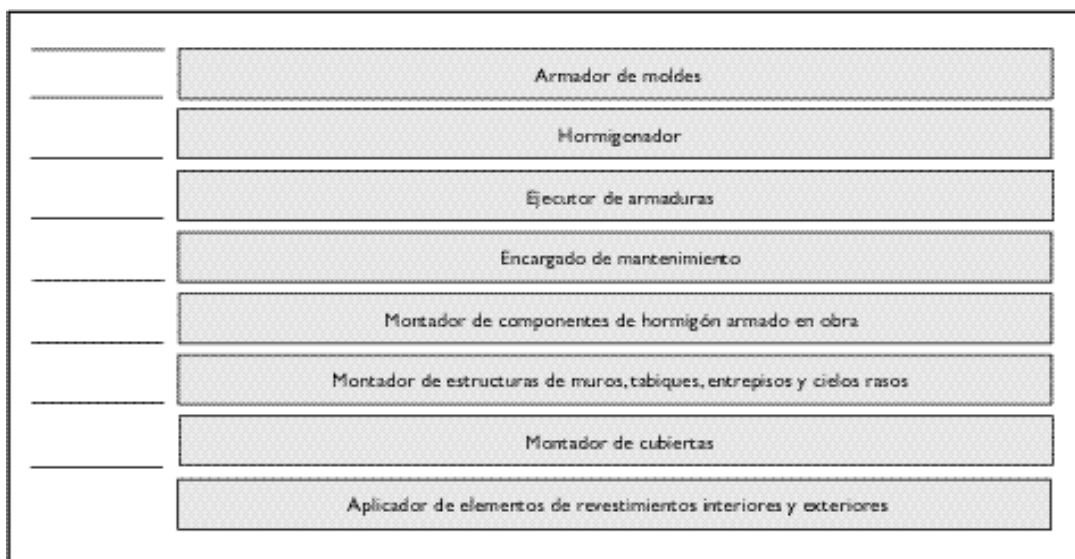 Armador de moldes
Hormigonador
Ejecutor de armaduras
Encargado de mantenimiento
Montador de componentes de hormigón armado en obra
Montador de estructuras de muros, tabiques, entrepisos y cielos rasos
Montador de cubiertas
Aplicador de elementos de revestimientos interiores y exteriores